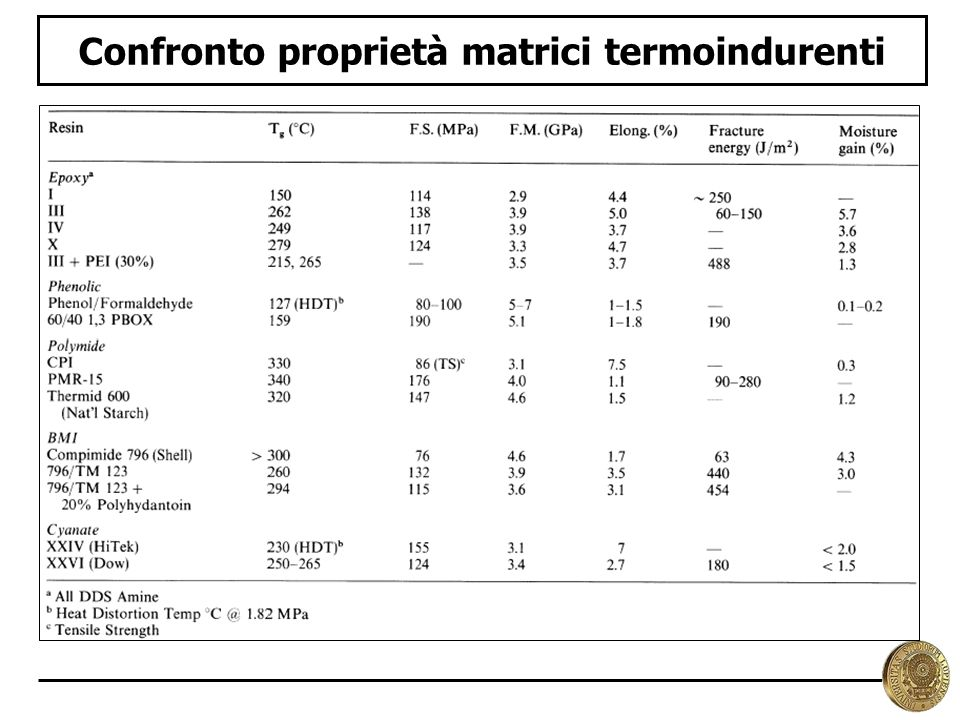 Confronto proprietà matrici termoindurenti
Resin Tg (°C) F.S. (MPa) F.M. (GPa) Elong. (%) Fracture energy (J/m²) Moisture gain (%)
Epoxyᵃ
I 150 114 2.9 4.4 ~ 250 —
III 262 138 3.9 5.0 60–150 5.7
IV 249 117 3.9 3.7 — 3.6
X 279 124 3.3 4.7 — 2.8
III + PEI (30%) 215, 265 — 3.5 3.7 488 1.3
Phenolic
Phenol/Formaldehyde 127 (HDT)ᵇ 80–100 5–7 1–1.5 — 0.1–0.2
60/40 1,3 PBOX 159 190 5.1 1–1.8 190 —
Polymide
CPI 330 86 (TS)ᶜ 3.1 7.5 — 0.3
PMR-15 340 176 4.0 1.1 90–280 —
Thermid 600 320 147 4.6 1.5 — 1.2
(Nat'l Starch)
BMI
Compimide 796 (Shell) > 300 76 4.6 1.7 63 4.3
796/TM 123 260 132 3.9 3.5 440 3.0
796/TM 123 + 294 115 3.6 3.1 454 —
20% Polyhydantoin
Cyanate
XXIV (HiTek) 230 (HDT)ᵇ 155 3.1 7 — < 2.0
XXVI (Dow) 250–265 124 3.4 2.7 180 < 1.5
ᵃ All DDS Amine
ᵇ Heat Distortion Temp °C @ 1.82 MPa
ᶜ Tensile Strength